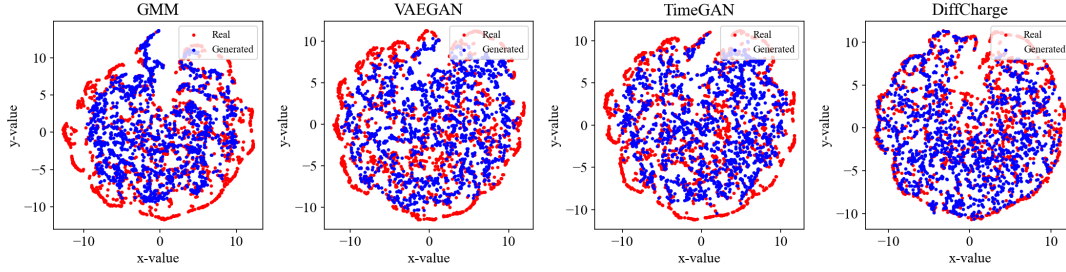 GMM
Real
Generated
10
5
0
−5
−10
y-value
−10
0
10
x-value
VAEGAN
Real
Generated
10
5
0
−5
−10
y-value
−10
0
10
x-value
TimeGAN
Real
Generated
10
5
0
−5
−10
y-value
−10
0
10
x-value
DiffCharge
Real
Generated
10
5
0
−5
−10
y-value
−10
0
10
x-value